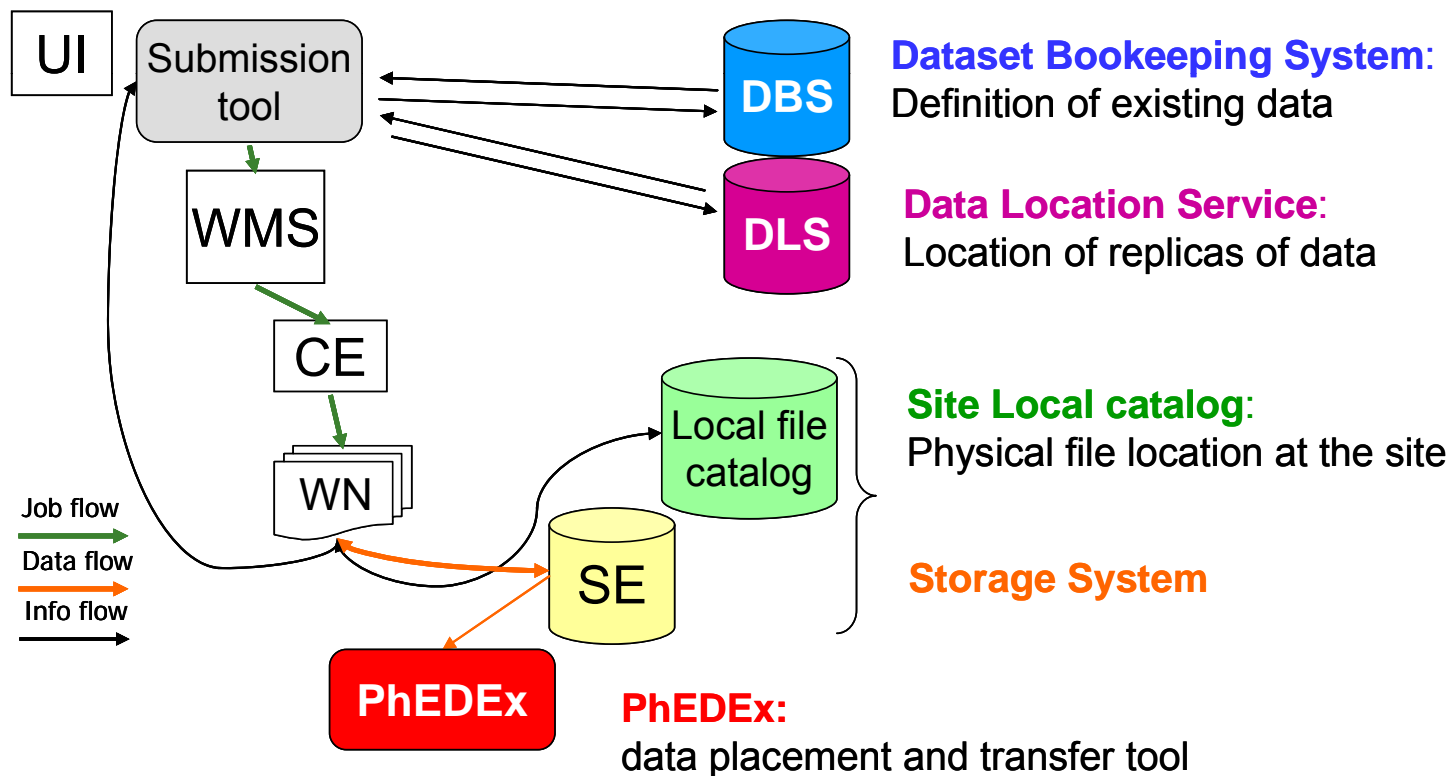 UI
Submission
tool
DBS
Dataset Bookeeping System:
Definition of existing data
WMS
DLS
Data Location Service:
Location of replicas of data
CE
Local file
catalog
Site Local catalog:
Physical file location at the site
WN
Job flow
Data flow
Info flow
SE
Storage System
PhEDEx
PhEDEx:
data placement and transfer tool